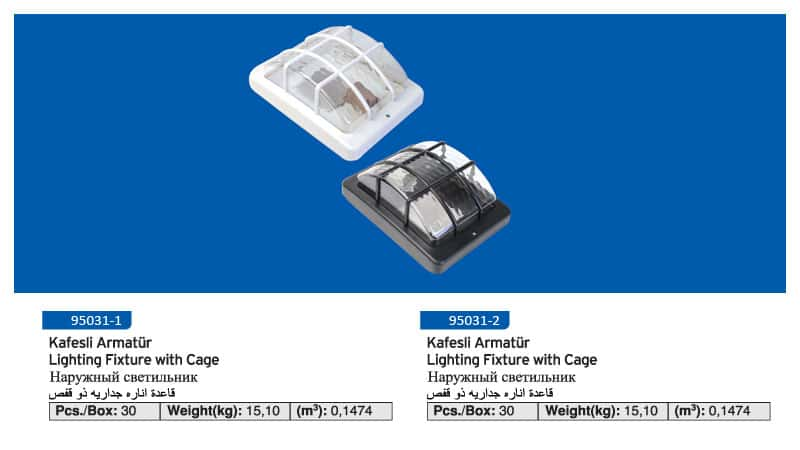 95031-1
Kafesli Armatür
Lighting Fixture with Cage
Наружный светильник
قاعدة اناره جداريه ذو قفص
Pcs./Box: 30 Weight(kg): 15,10 (m³): 0,1474
95031-2
Kafesli Armatür
Lighting Fixture with Cage
Наружный светильник
قاعدة اناره جداريه ذو قفص
Pcs./Box: 30 Weight(kg): 15,10 (m³): 0,1474